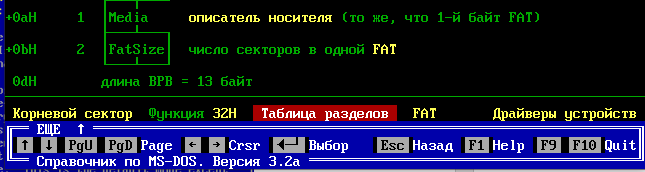 +0aH 1 Media описатель носителя (то же, что 1-й байт FAT)
+0bH 2 FatSize число секторов в одной FAT
0dH длина BPB = 13 байт
Корневой сектор Функция 32H Таблица разделов FAT Драйверы устройств
ЕЩЕ ↑
↑ ↓ PgU PgD Page ← → Crsr ◄─┘ Выбор Esc Назад F1 Help F9 F10 Quit
Справочник по MS-DOS. Версия 3.2a